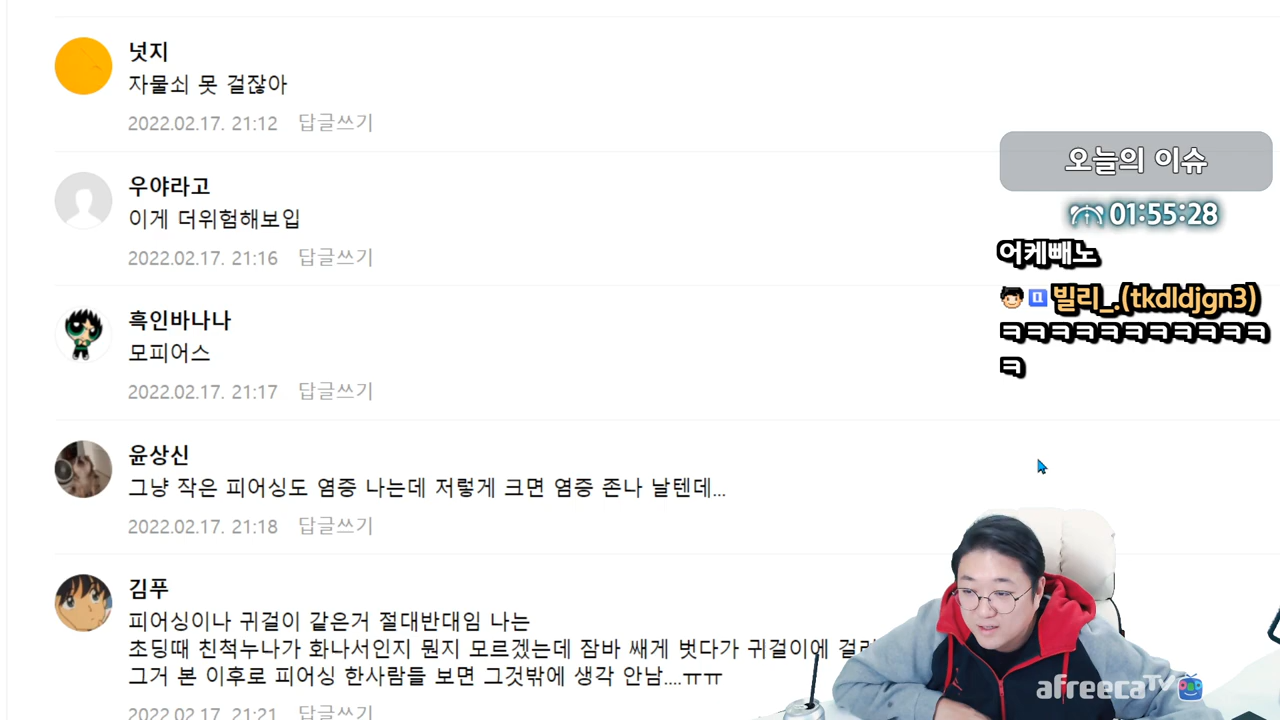 넛지
자물쇠 못 걸잖아
2022.02.17. 21:12 답글쓰기
우야라고
이게 더위험해보입
2022.02.17. 21:16 답글쓰기
흑인바나나
모피어스
2022.02.17. 21:17 답글쓰기
윤상신
그냥 작은 피어싱도 염증 나는데 저렇게 크면 염증 존나 날텐데...
2022.02.17. 21:18 답글쓰기
김푸
피어싱이나 귀걸이 같은거 절대반대임 나는
초딩때 친척누나가 화나서인지 뭔지 모르겠는데 잠바 쌔게 벗다가 귀걸이에
그거 본 이후로 피어싱 한사람들 보면 그것밖에 생각 안남....ㅠㅠ
2022.02.17. 21:21 답글쓰기
오늘의 이슈
01:55:28
어케빼노
빌리_.(tkdldjgn3)
ㅋㅋㅋㅋㅋㅋㅋㅋㅋㅋㅋ
ㅋ
afreecaTV